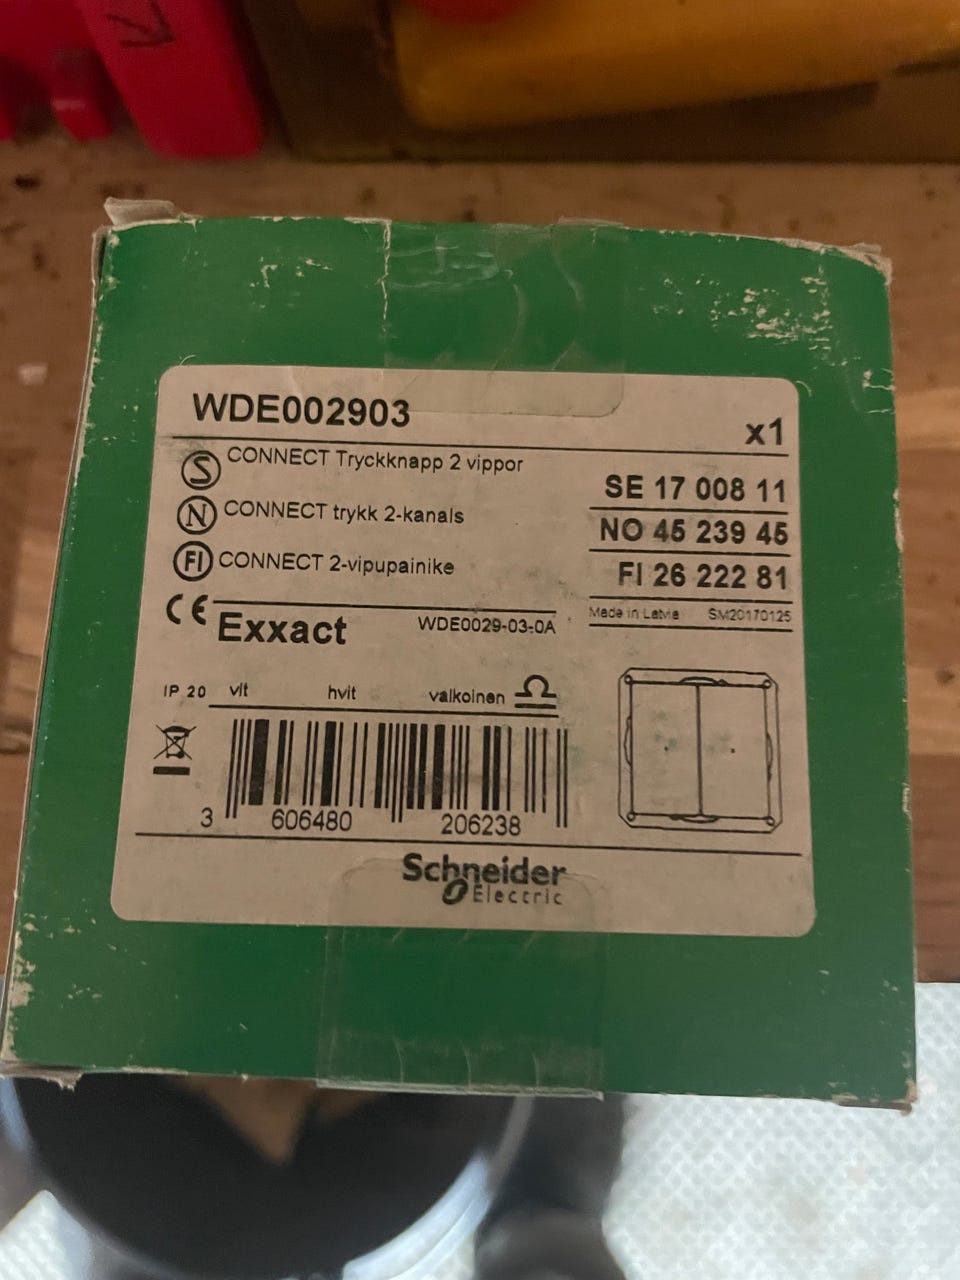 WDE002903
x1
S CONNECT Tryckknapp 2 vippor
N CONNECT trykk 2-kanals
FI CONNECT 2-vipupainike
SE 17 008 11
NO 45 239 45
FI 26 222 81
Made in Latvia SM20170125
CE Exxact WDE0029-03-0A
IP 20 vit hvit valkoinen
3 606480 206238
Schneider
Electric